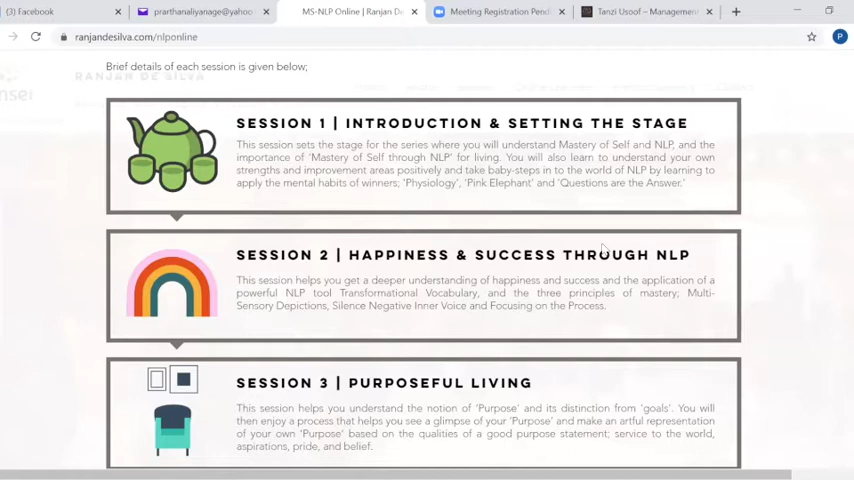 (3) Facebook
prarthanaliyanage@yahoo
MS-NLP Online | Ranjan De
Meeting Registration Pend
Tanzi Usoof – Management
ranjandesilva.com/nlponline
P
RANJAN DE SILVA
Brief details of each session is given below;
SESSION 1 | INTRODUCTION & SETTING THE STAGE
This session sets the stage for the series where you will understand Mastery of Self and NLP, and the
importance of 'Mastery of Self through NLP' for living. You will also learn to understand your own
strengths and improvement areas positively and take baby-steps in to the world of NLP by learning to
apply the mental habits of winners; 'Physiology', 'Pink Elephant' and 'Questions are the Answer.'
SESSION 2 | HAPPINESS & SUCCESS THROUGH NLP
This session helps you get a deeper understanding of happiness and success and the application of a
powerful NLP tool Transformational Vocabulary, and the three principles of mastery; Multi-
Sensory Depictions, Silence Negative Inner Voice and Focusing on the Process.
SESSION 3 | PURPOSEFUL LIVING
This session helps you understand the notion of 'Purpose' and its distinction from 'goals'. You will
then enjoy a process that helps you see a glimpse of your 'Purpose' and make an artful representation
of your own 'Purpose' based on the qualities of a good purpose statement; service to the world,
aspirations, pride, and belief.